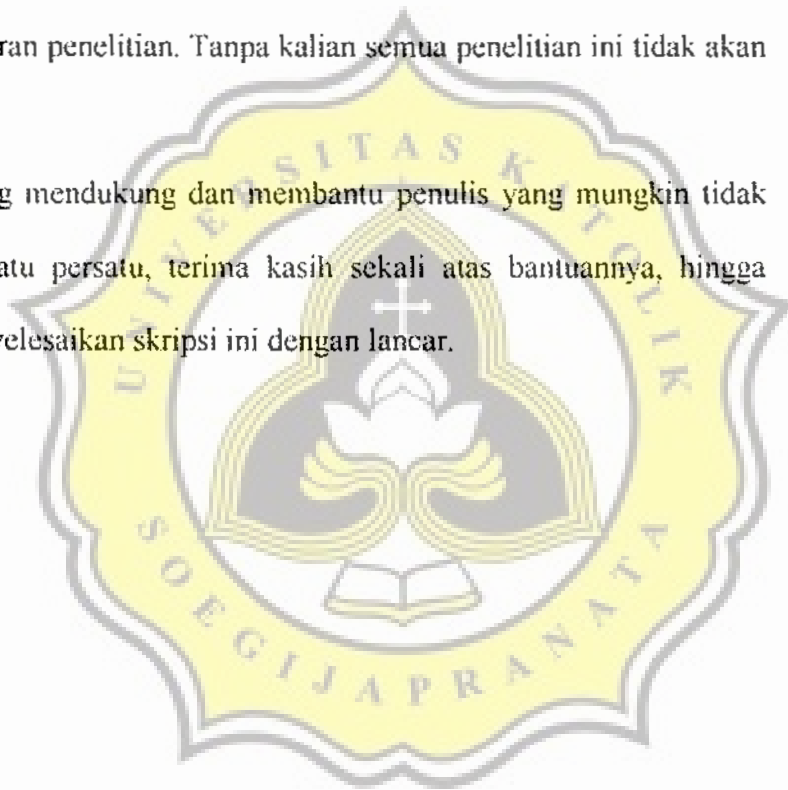 ran penelitian. Tanpa kalian semua penelitian ini tidak akan
g mendukung dan membantu penulis yang mungkin tidak
atu persatu, terima kasih sekali atas bantuannya, hingga
yelesaikan skripsi ini dengan lancar.
UNIVERSITAS KATOLIK
SOEGIJAPRANATA